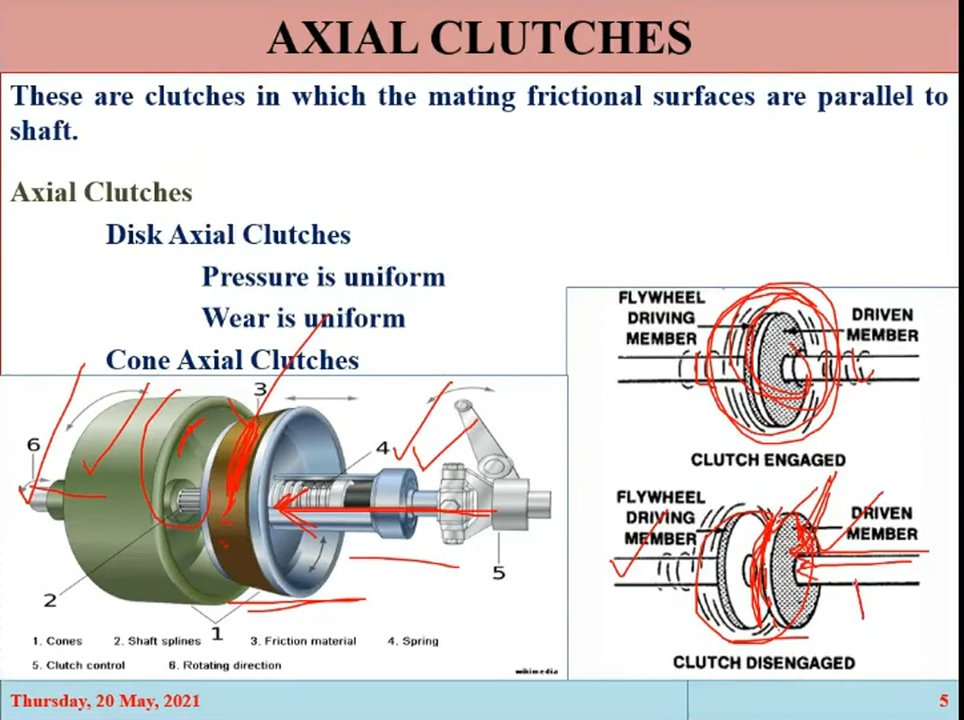 AXIAL CLUTCHES
These are clutches in which the mating frictional surfaces are parallel to
shaft.
Axial Clutches
Disk Axial Clutches
Pressure is uniform
Wear is uniform
Cone Axial Clutches
6
3
4
2
1
5
1. Cones 2. Shaft splines 3. Friction material 4. Spring
5. Clutch control 6. Rotating direction
wikimedia
FLYWHEEL
DRIVING
MEMBER
DRIVEN
MEMBER
CLUTCH ENGAGED
FLYWHEEL
DRIVING
MEMBER
DRIVEN
MEMBER
CLUTCH DISENGAGED
Thursday, 20 May, 2021
5